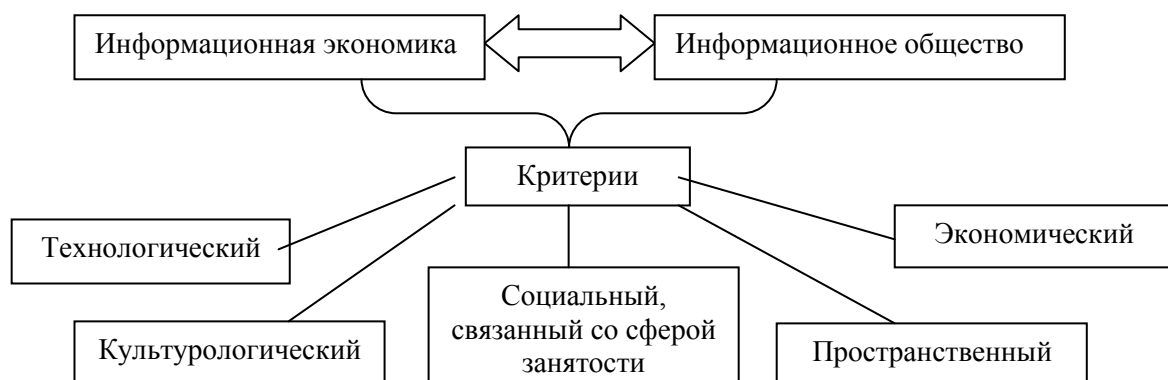 Информационная экономика
Информационное общество
Критерии
Технологический
Экономический
Культурологический
Социальный,
связанный со сферой
занятости
Пространственный